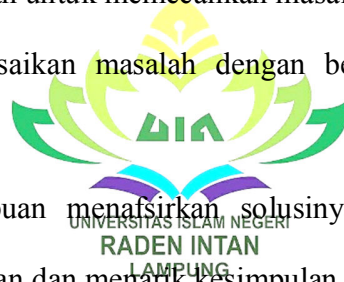 untuk memecahkan masal
saikan masalah dengan be
UIN
puan menafsirkan solusiny
UNIVERSITAS ISLAM NEGERI
RADEN INTAN
LAMPUNG
an dan menarik kesimpulan